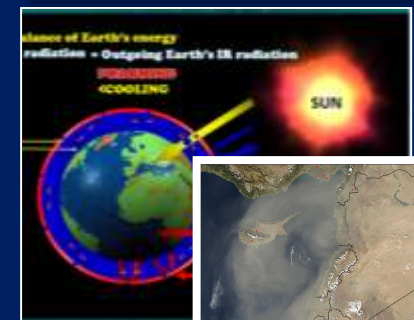 alance of Earth's energy
radiation = Outgoing Earth's IR radiation
WARMING
<COOLING
SUN